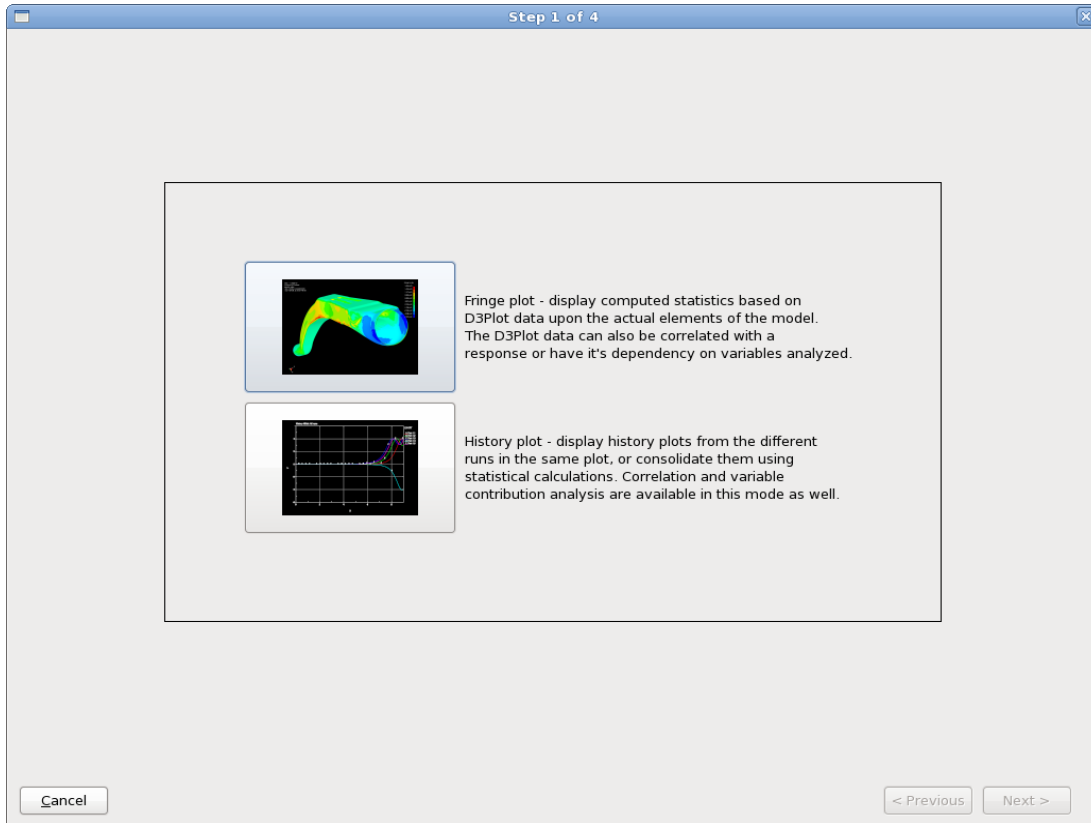 Step 1 of 4
Fringe plot - display computed statistics based on
D3Plot data upon the actual elements of the model.
The D3Plot data can also be correlated with a
response or have it's dependency on variables analyzed.
History plot - display history plots from the different
runs in the same plot, or consolidate them using
statistical calculations. Correlation and variable
contribution analysis are available in this mode as well.
Cancel
< Previous
Next >